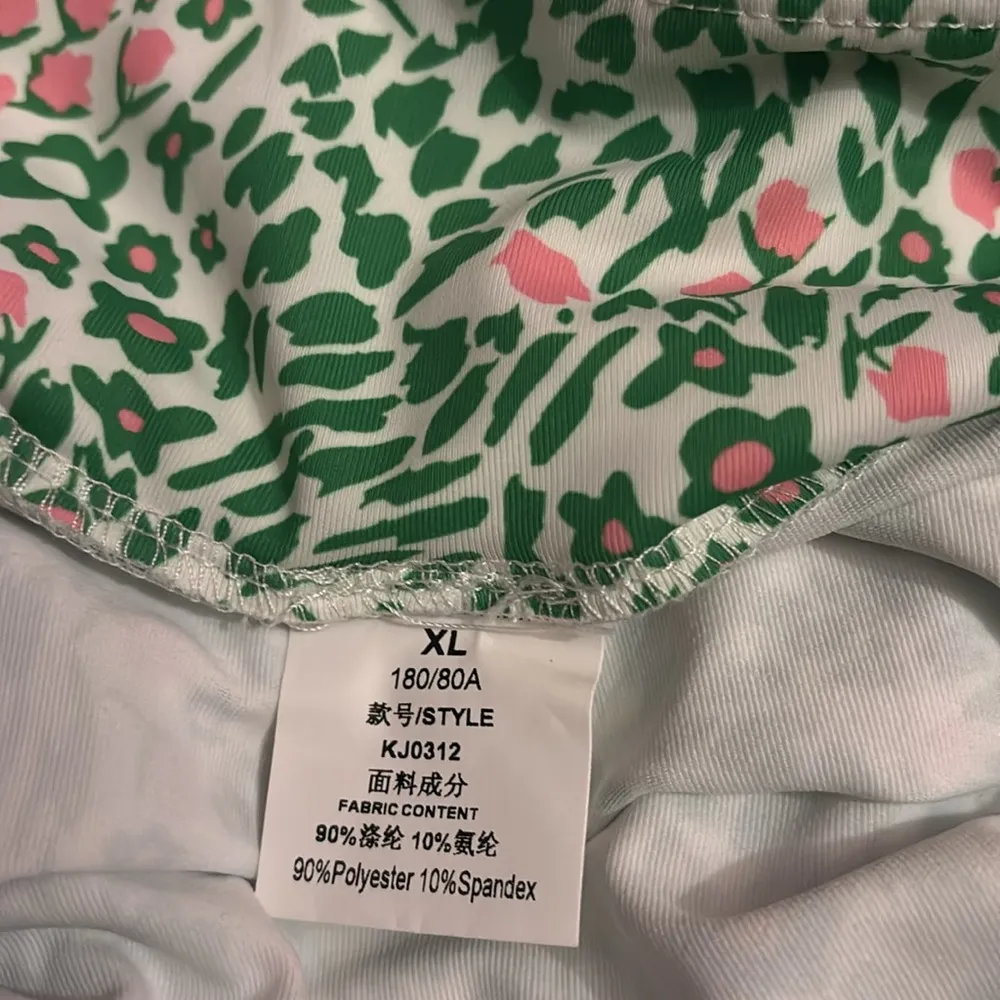 XL
180/80A
款号/STYLE
KJ0312
面料成分
FABRIC CONTENT
90%涤纶 10%氨纶
90%Polyester 10%Spandex